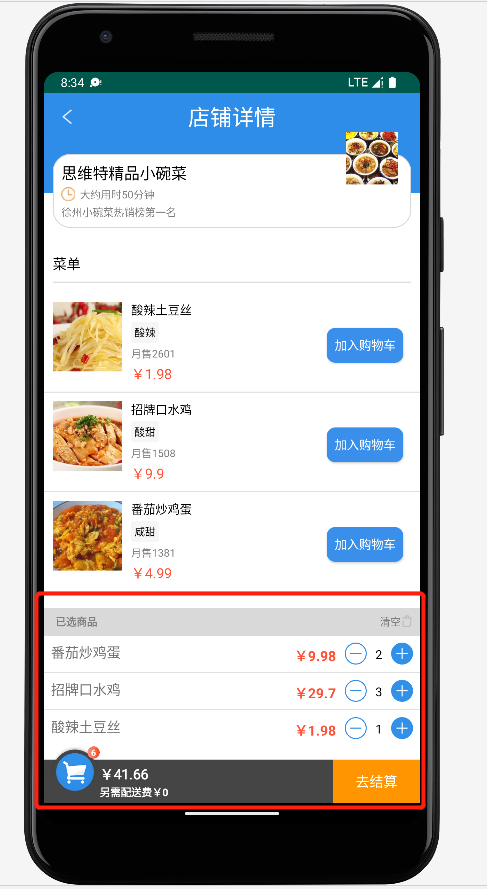 8:34
LTE
店铺详情
思维特精品小碗菜
大约用时50分钟
徐州小碗菜热销榜第一名
菜单
酸辣土豆丝
酸辣
月售2601
￥1.98
加入购物车
招牌口水鸡
酸甜
月售1508
￥9.9
加入购物车
番茄炒鸡蛋
咸甜
月售1381
￥4.99
加入购物车
已选商品
清空
番茄炒鸡蛋 ￥9.98 2
招牌口水鸡 ￥29.7 3
酸辣土豆丝 ￥1.98 1
6
￥41.66
另需配送费￥0
去结算